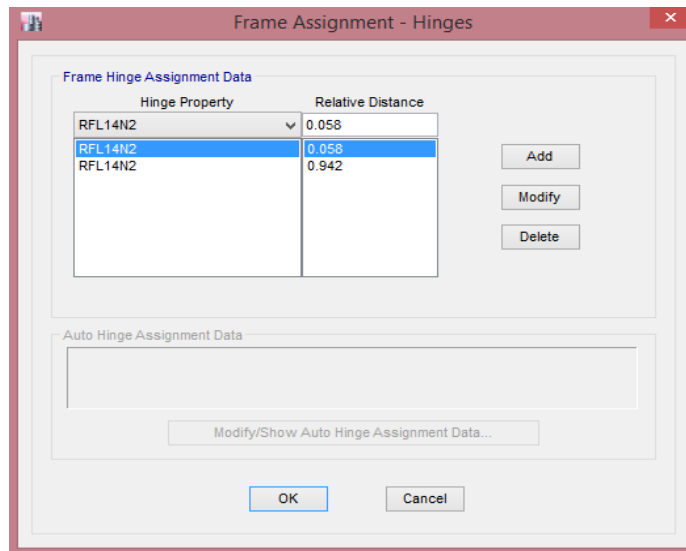 Frame Assignment - Hinges
Frame Hinge Assignment Data
Hinge Property Relative Distance
RFL14N2 0.058
RFL14N2 0.058
RFL14N2 0.942
Add
Modify
Delete
Auto Hinge Assignment Data
Modify/Show Auto Hinge Assignment Data...
OK Cancel